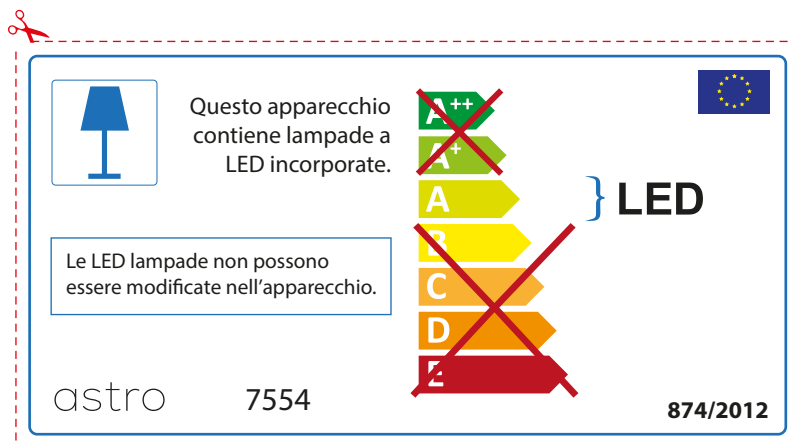 Questo apparecchio
contiene lampade a
LED incorporate.
Le LED lampade non possono
essere modificate nell'apparecchio.
A++
A+
A
B
C
D
E
LED
astro
7554
874/2012